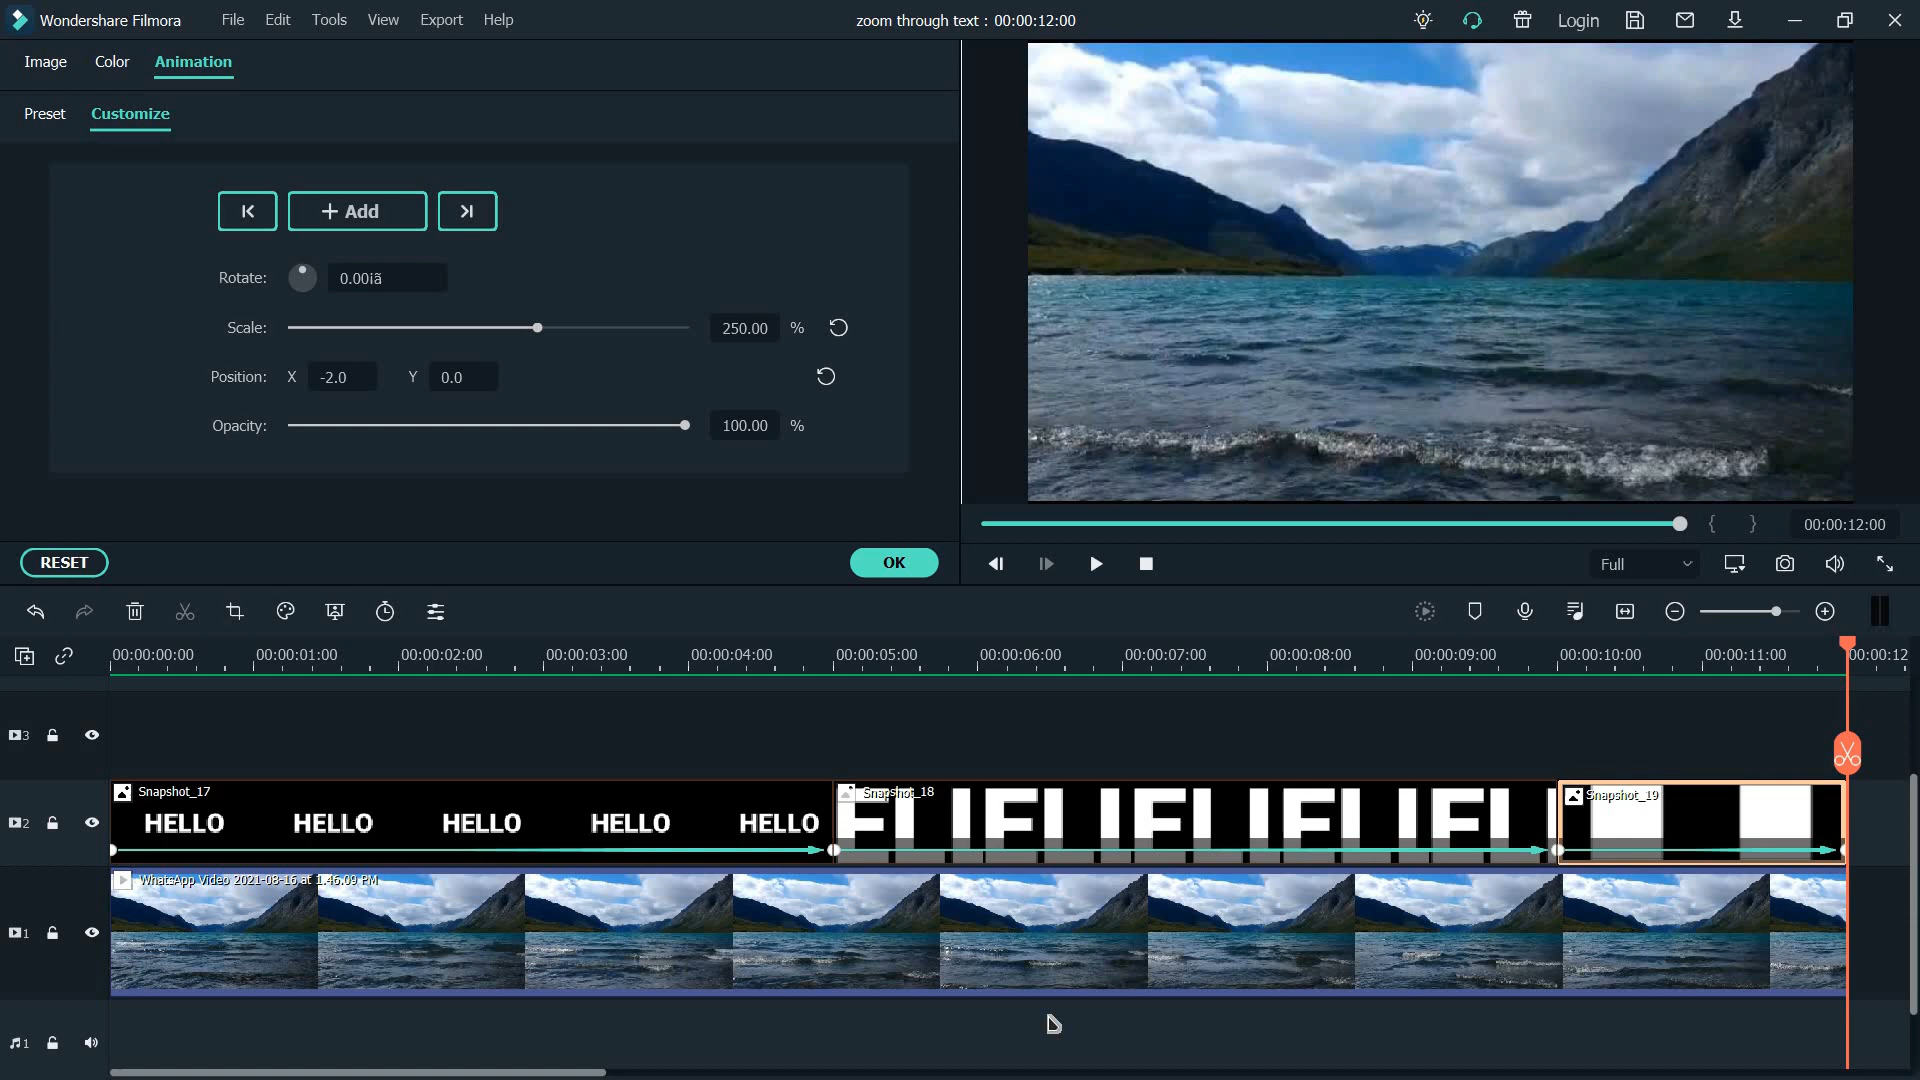 Wondershare Filmora File Edit Tools View Export Help zoom through text : 00:00:12:00 Login
Image Color Animation
Preset Customize
Add
Rotate: 0.00iã
Scale: 250.00 %
Position: X -2.0 Y 0.0
Opacity: 100.00 %
00:00:12:00
RESET OK Full
00:00:00:00 00:00:01:00 00:00:02:00 00:00:03:00 00:00:04:00 00:00:05:00 00:00:06:00 00:00:07:00 00:00:08:00 00:00:09:00 00:00:10:00 00:00:11:00 00:00:12
3
Snapshot_17 Snapshot_18 Snapshot_19
2 HELLO HELLO HELLO HELLO HELLO
WhatsApp Video 2021-08-16 at 1.46.09 PM
1
1